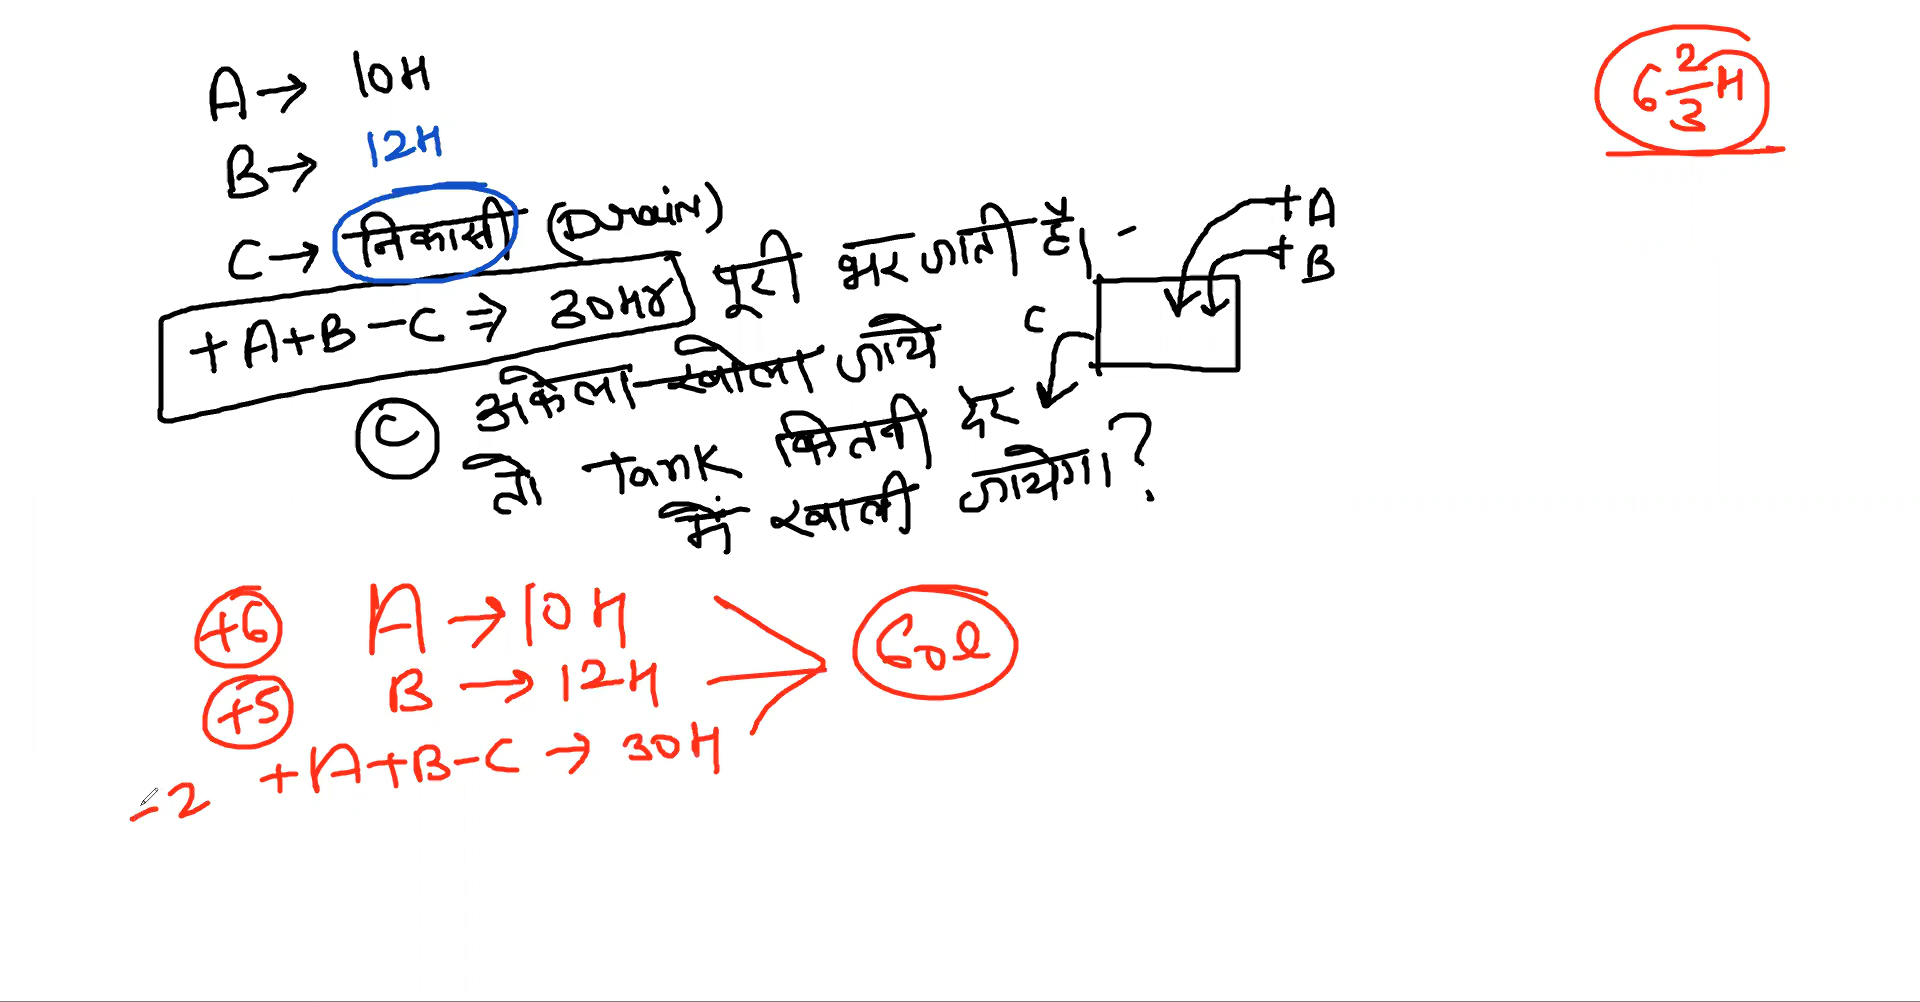 A → 10H
B → 12H
C → निकासी (Drain)
+A+B-C ⇒ 30Hr पूरी भर जाती है। -
C अकेला खोला जाये
तो Tank कितनी देर
में खाली जायेगा?
6 2/3 H
+A
+B
C
+6 A → 10H
+5 B → 12H
60l
+A+B-C → 30H
-2